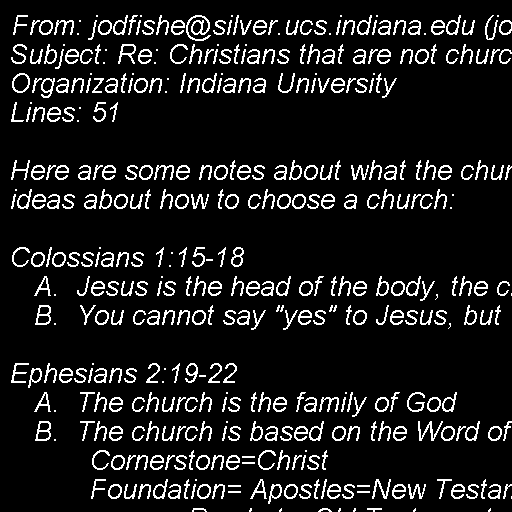 From: jodfishe@silver.ucs.indiana.edu (jo
Subject: Re: Christians that are not churc
Organization: Indiana University
Lines: 51
Here are some notes about what the chur
ideas about how to choose a church:
Colossians 1:15-18
A. Jesus is the head of the body, the c
B. You cannot say "yes" to Jesus, but
Ephesians 2:19-22
A. The church is the family of God
B. The church is based on the Word of
Cornerstone=Christ
Foundation= Apostles=New Testam